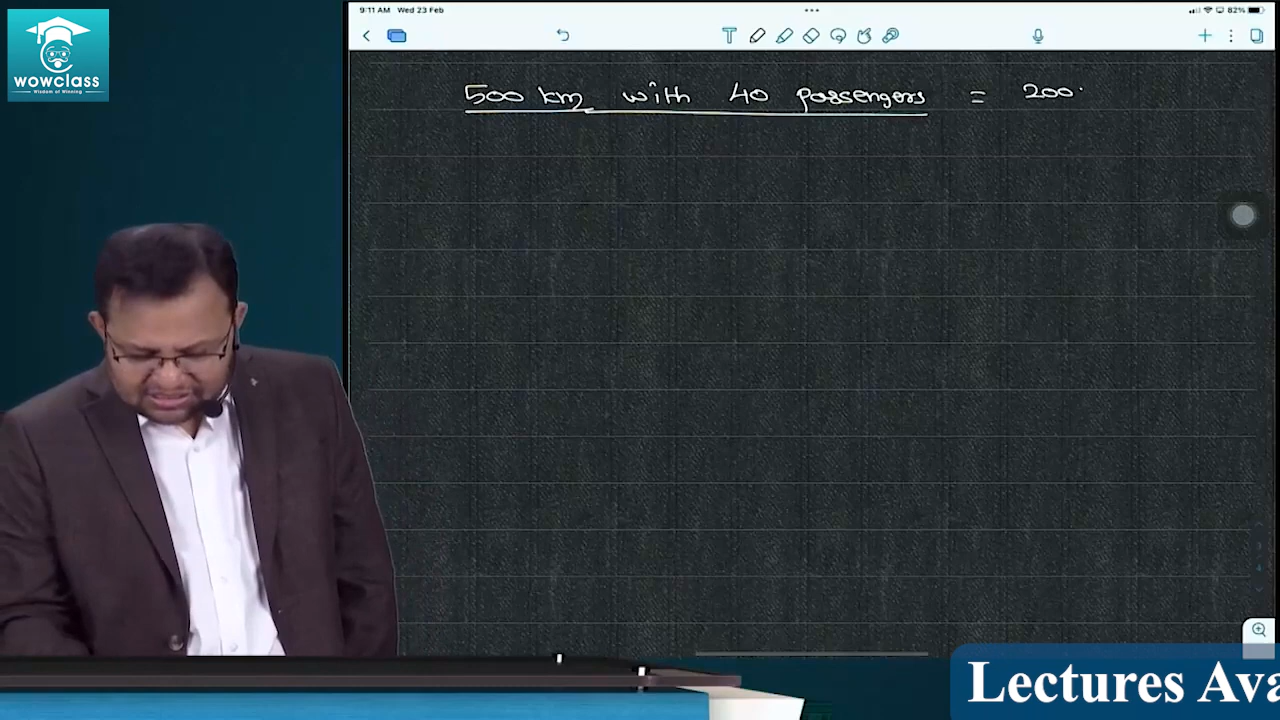 wowclass
Wisdom of Winning
9:11 AM Wed 23 Feb
82%
T
500 km with 40 passengers = 200
Lectures Ava